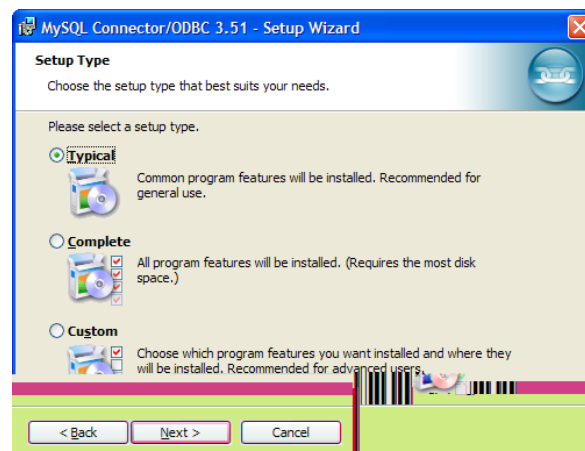 MySQL Connector/ODBC 3.51 - Setup Wizard
Setup Type
Choose the setup type that best suits your needs.
Please select a setup type.
Typical
Common program features will be installed. Recommended for
general use.
Complete
All program features will be installed. (Requires the most disk
space.)
Custom
Choose which program features you want installed and where they
will be installed. Recommended for advanced users.
< Back
Next >
Cancel